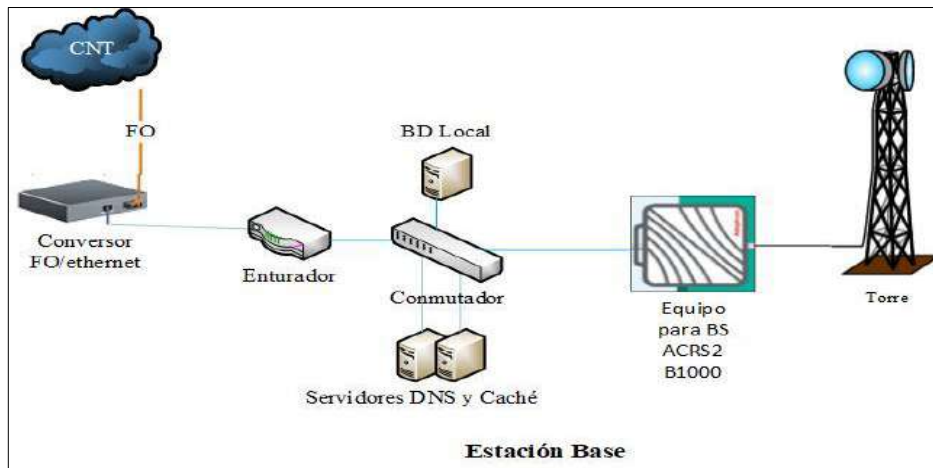 CNT
FO
BD Local
Conversor
FO/ethernet
Enturador
Conmutador
Equipo
para BS
ACRS2
B1000
Torre
Servidores DNS y Caché
Estación Base